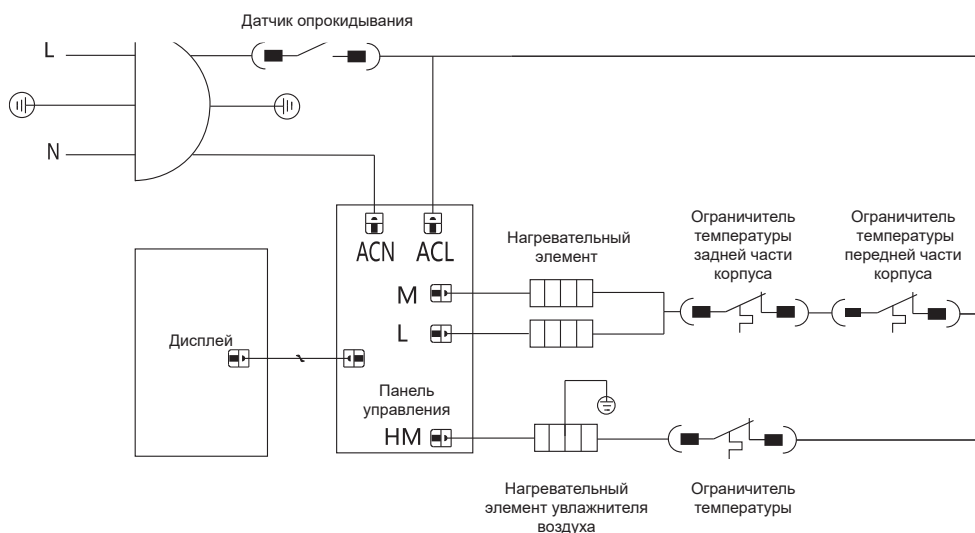 Датчик опрокидывания
L
N
ACN ACL
Нагревательный
элемент
Ограничитель
температуры
задней части
корпуса
Ограничитель
температуры
передней части
корпуса
M
L
Дисплей
Панель
управления
HM
Нагревательный
элемент увлажнителя
воздуха
Ограничитель
температуры